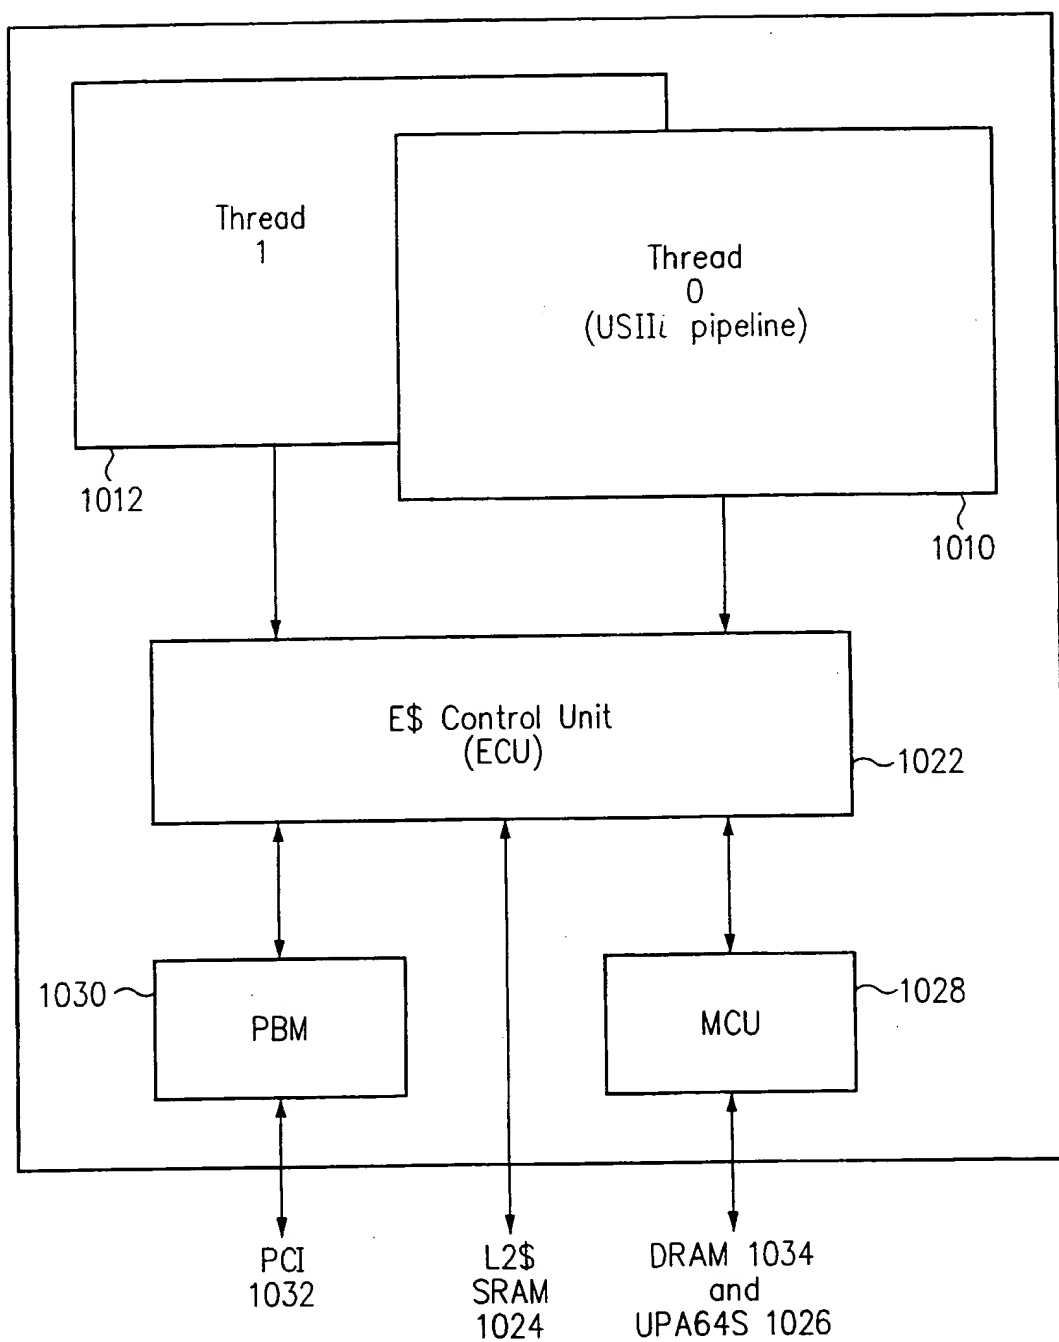 Thread
1
Thread
0
(USIIi pipeline)
1012
1010
E$ Control Unit
(ECU)
1022
1030
PBM
MCU
1028
PCI
1032
L2$
SRAM
1024
DRAM 1034
and
UPA64S 1026